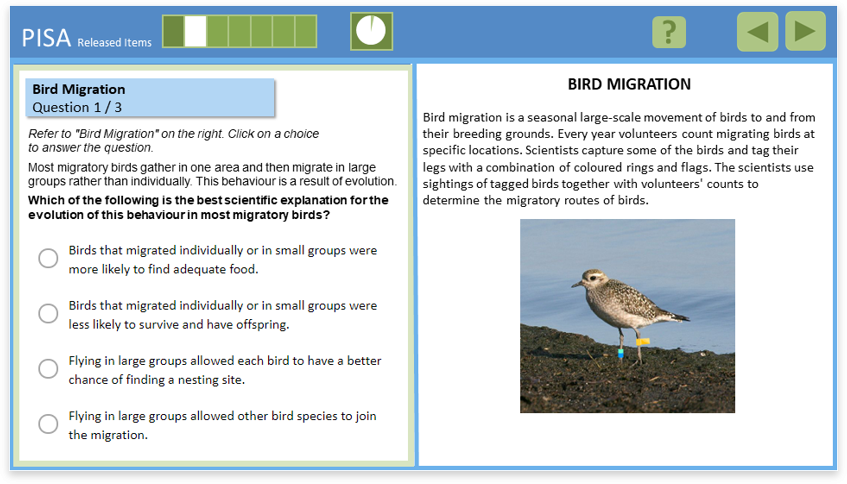 PISA Released Items
?
Bird Migration
Question 1 / 3
Refer to "Bird Migration" on the right. Click on a choice
to answer the question.
Most migratory birds gather in one area and then migrate in large
groups rather than individually. This behaviour is a result of evolution.
Which of the following is the best scientific explanation for the
evolution of this behaviour in most migratory birds?
Birds that migrated individually or in small groups were
more likely to find adequate food.
Birds that migrated individually or in small groups were
less likely to survive and have offspring.
Flying in large groups allowed each bird to have a better
chance of finding a nesting site.
Flying in large groups allowed other bird species to join
the migration.
BIRD MIGRATION
Bird migration is a seasonal large-scale movement of birds to and from
their breeding grounds. Every year volunteers count migrating birds at
specific locations. Scientists capture some of the birds and tag their
legs with a combination of coloured rings and flags. The scientists use
sightings of tagged birds together with volunteers' counts to
determine the migratory routes of birds.